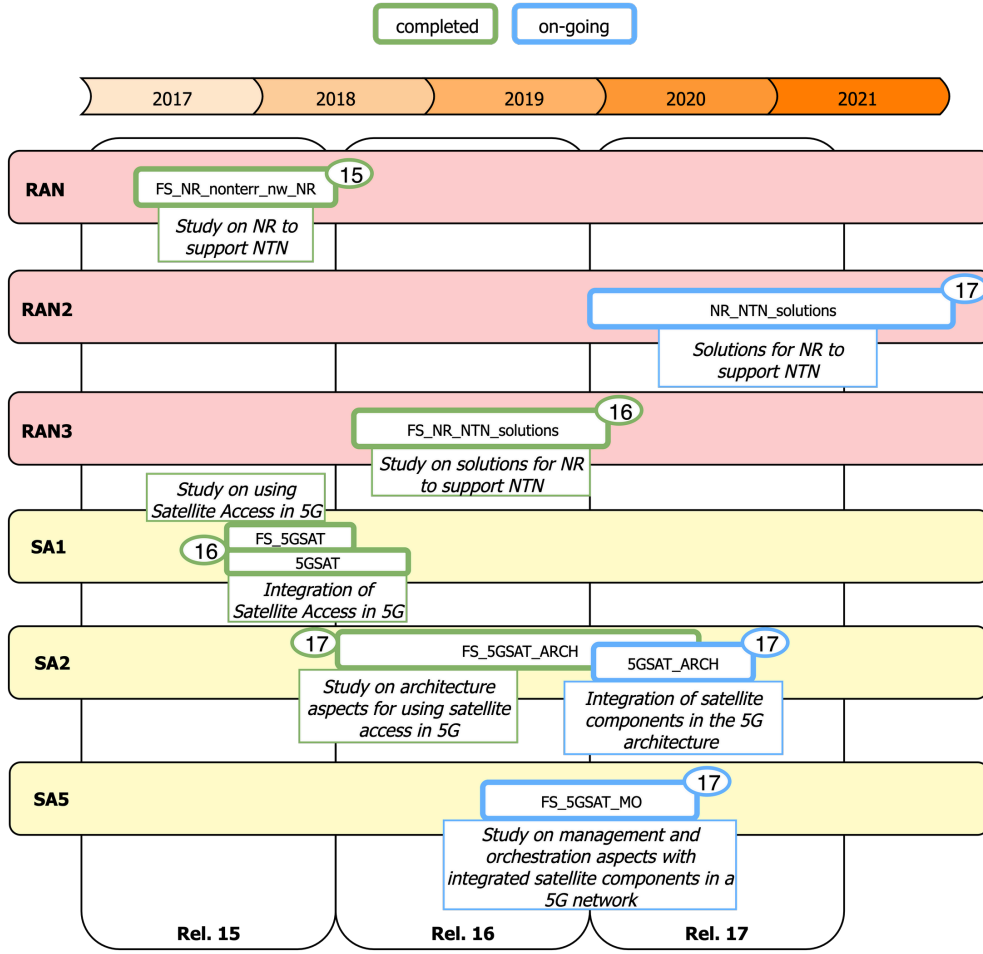 completed
on-going
2017
2018
2019
2020
2021
RAN
FS_NR_nonterr_nw_NR
15
Study on NR to
support NTN
RAN2
NR_NTN_solutions
17
Solutions for NR to
support NTN
RAN3
FS_NR_NTN_solutions
16
Study on solutions for NR
to support NTN
Study on using
Satellite Access in 5G
SA1
16
FS_5GSAT
5GSAT
Integration of
Satellite Access in 5G
SA2
17
FS_5GSAT_ARCH
5GSAT_ARCH
17
Study on architecture
aspects for using satellite
access in 5G
Integration of satellite
components in the 5G
architecture
SA5
FS_5GSAT_MO
17
Study on management and
orchestration aspects with
integrated satellite components in a
5G network
Rel. 15
Rel. 16
Rel. 17